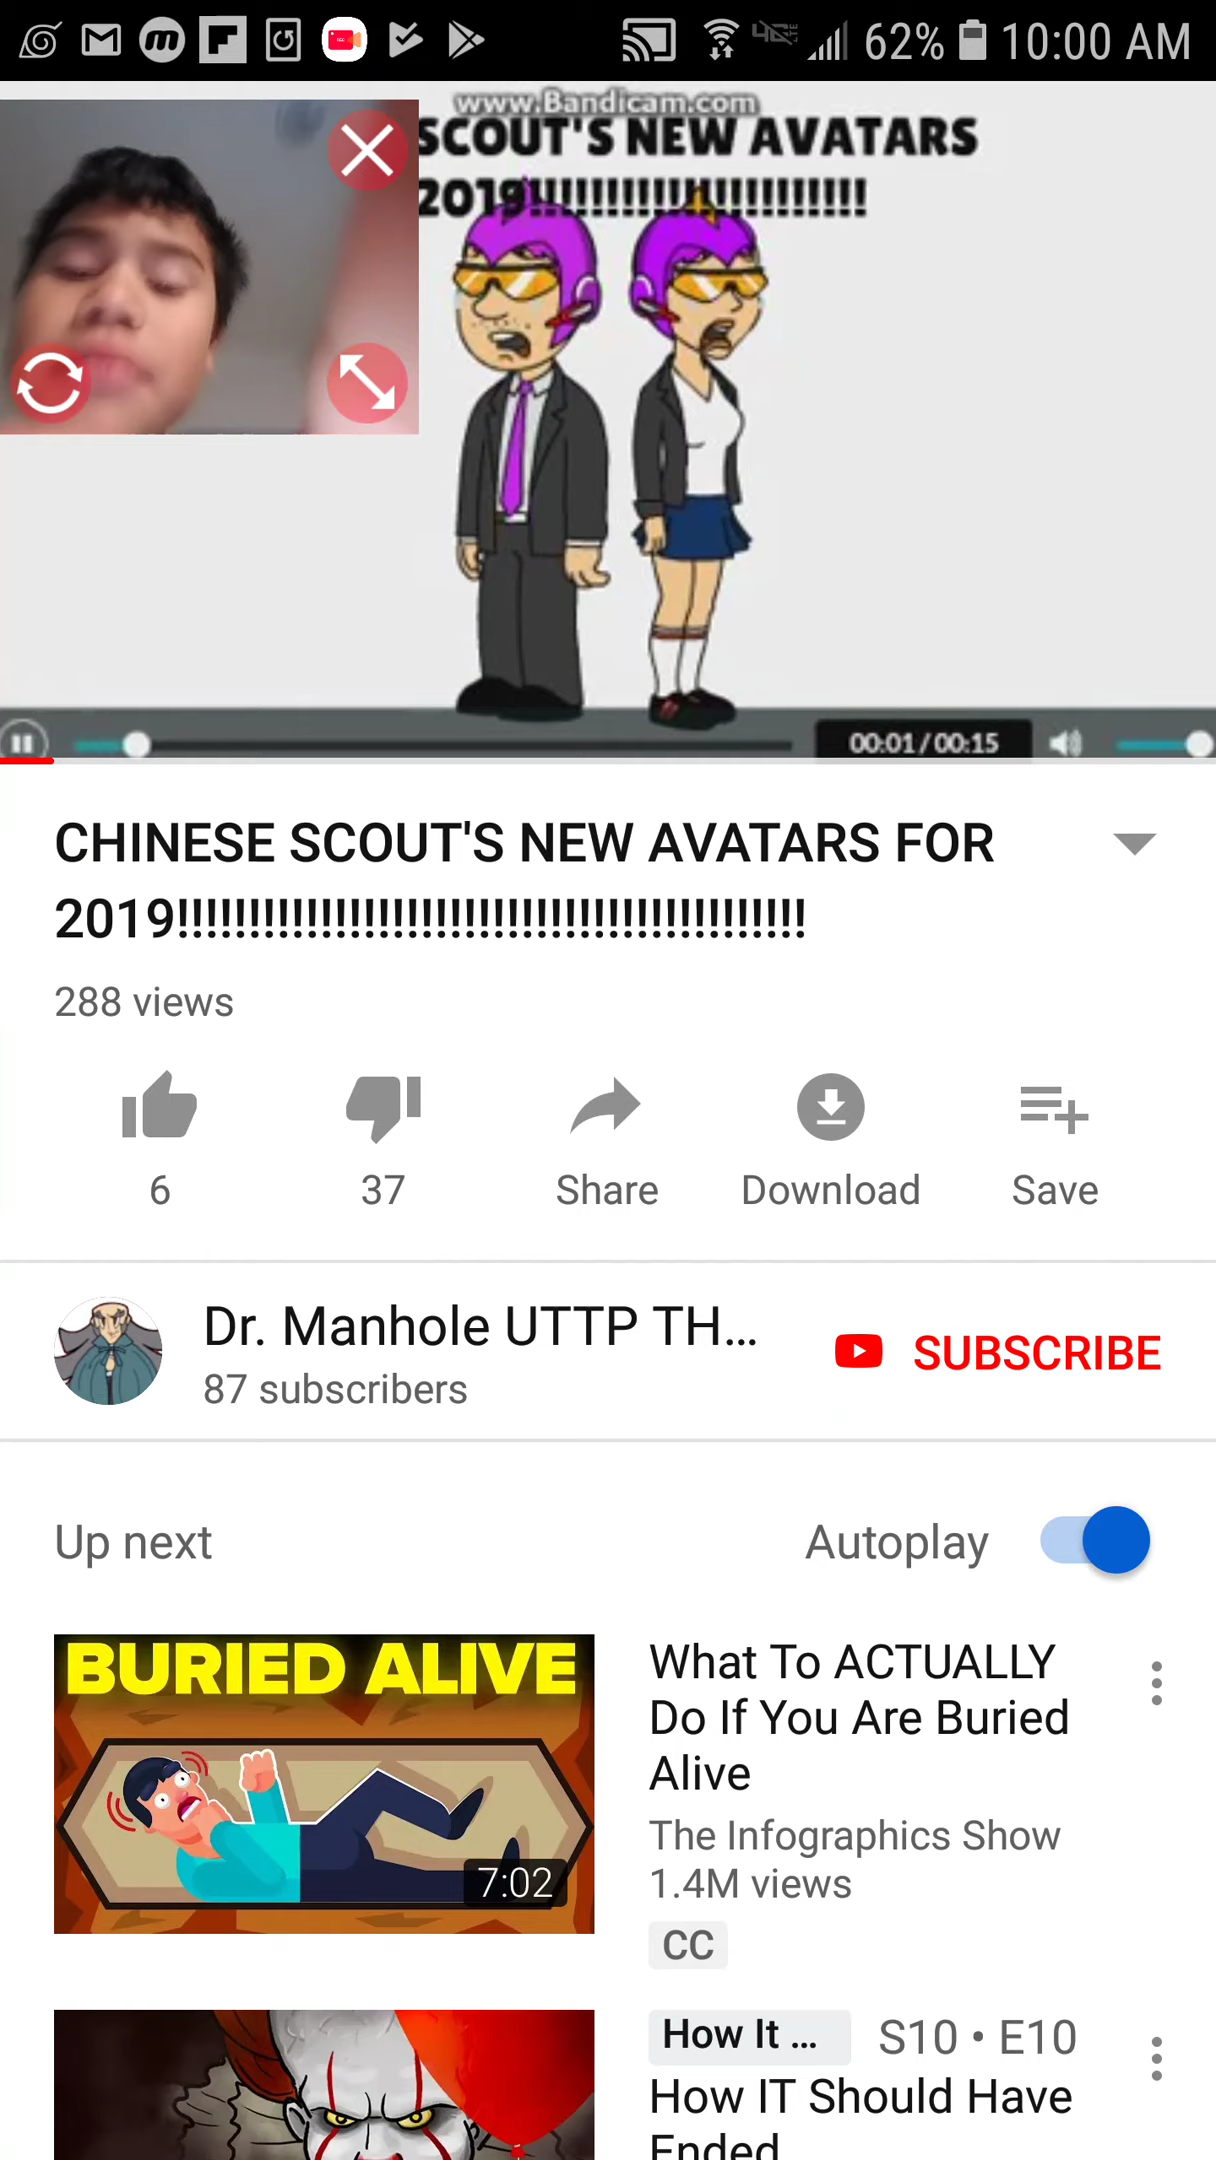 62% 10:00 AM
www.Bandicam.com
SCOUT'S NEW AVATARS
2019!!!!!!!!!!!!!!!!!!!!!!
00:01/00:15
CHINESE SCOUT'S NEW AVATARS FOR
2019!!!!!!!!!!!!!!!!!!!!!!!!!!!!!!!!!!!!!!!!!!!!
288 views
6
37
Share
Download
Save
Dr. Manhole UTTP TH...
87 subscribers
SUBSCRIBE
Up next
Autoplay
BURIED ALIVE
7:02
What To ACTUALLY
Do If You Are Buried
Alive
The Infographics Show
1.4M views
CC
How It ... S10 • E10
How IT Should Have
Ended